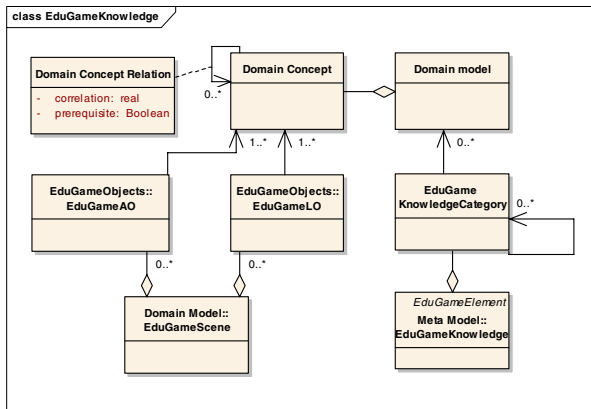 class EduGameKnowledge
Domain Concept Relation
- correlation: real
- prerequisite: Boolean
Domain Concept
0..*
Domain model
1..*
1..*
0..*
EduGameObjects::
EduGameAO
EduGameObjects::
EduGameLO
EduGame
KnowledgeCategory
0..*
0..*
0..*
Domain Model::
EduGameScene
EduGameElement
Meta Model::
EduGameKnowledge